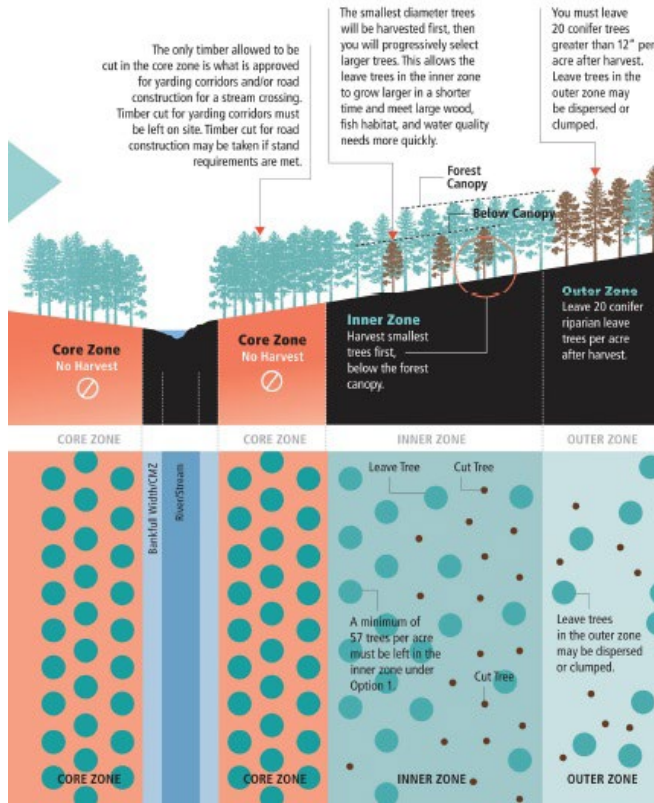 The only timber allowed to be
cut in the core zone is what is approved
for yarding corridors and/or road
construction for a stream crossing.
Timber cut for yarding corridors must
be left on site. Timber cut for road
construction may be taken if stand
requirements are met.
The smallest diameter trees
will be harvested first, then
you will progressively select
larger trees. This allows the
leave trees in the inner zone
to grow larger in a shorter
time and meet large wood,
fish habitat, and water quality
needs more quickly.
You must leave
20 conifer trees
greater than 12" per
acre after harvest.
Leave trees in the
outer zone may
be dispersed or
clumped.
Forest
Canopy
Below Canopy
Core Zone
No Harvest
Core Zone
No Harvest
Inner Zone
Harvest smallest
trees first,
below the forest
canopy.
Outer Zone
Leave 20 conifer
riparian leave
trees per acre
after harvest.
CORE ZONE
CORE ZONE
INNER ZONE
OUTER ZONE
Bankfull Width/CMZ
River/Stream
Leave Tree
Cut Tree
A minimum of
57 trees per acre
must be left in the
inner zone under
Option 1.
Cut Tree
Leave trees
in the outer zone
may be dispersed
or clumped.
CORE ZONE
CORE ZONE
INNER ZONE
OUTER ZONE